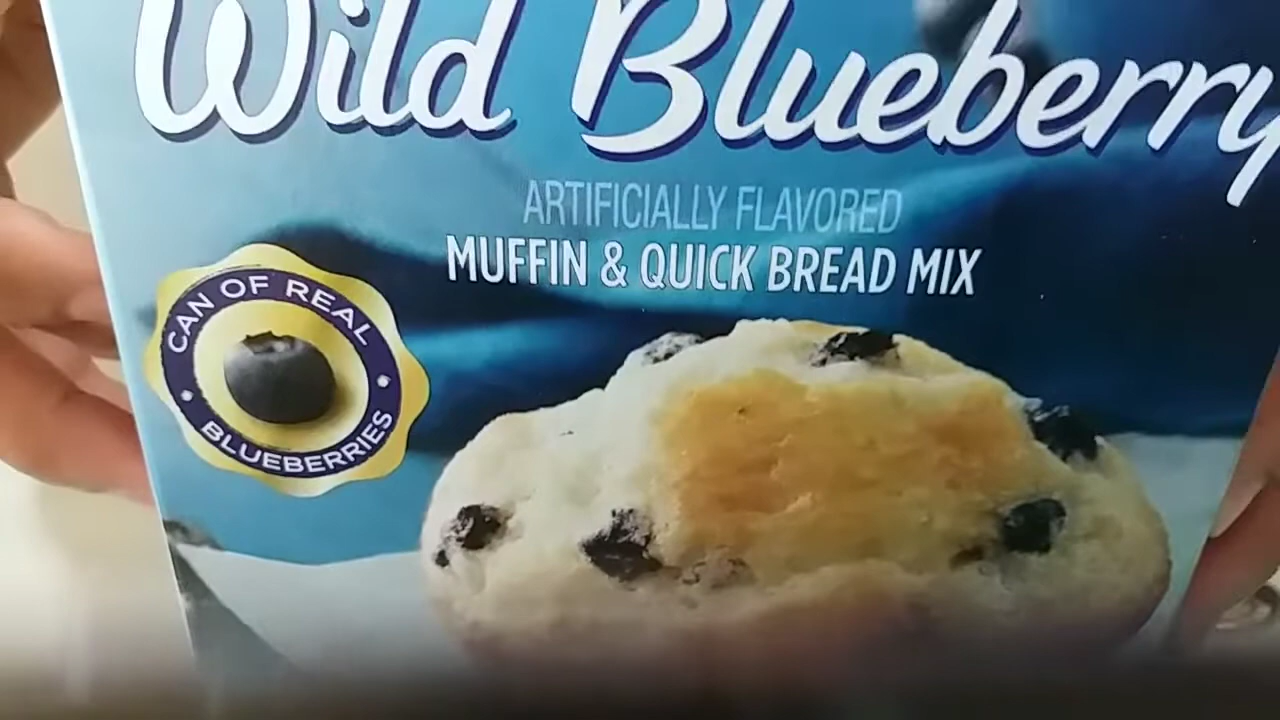 Wild Blueberry
ARTIFICIALLY FLAVORED
MUFFIN & QUICK BREAD MIX
CAN OF REAL
BLUEBERRIES